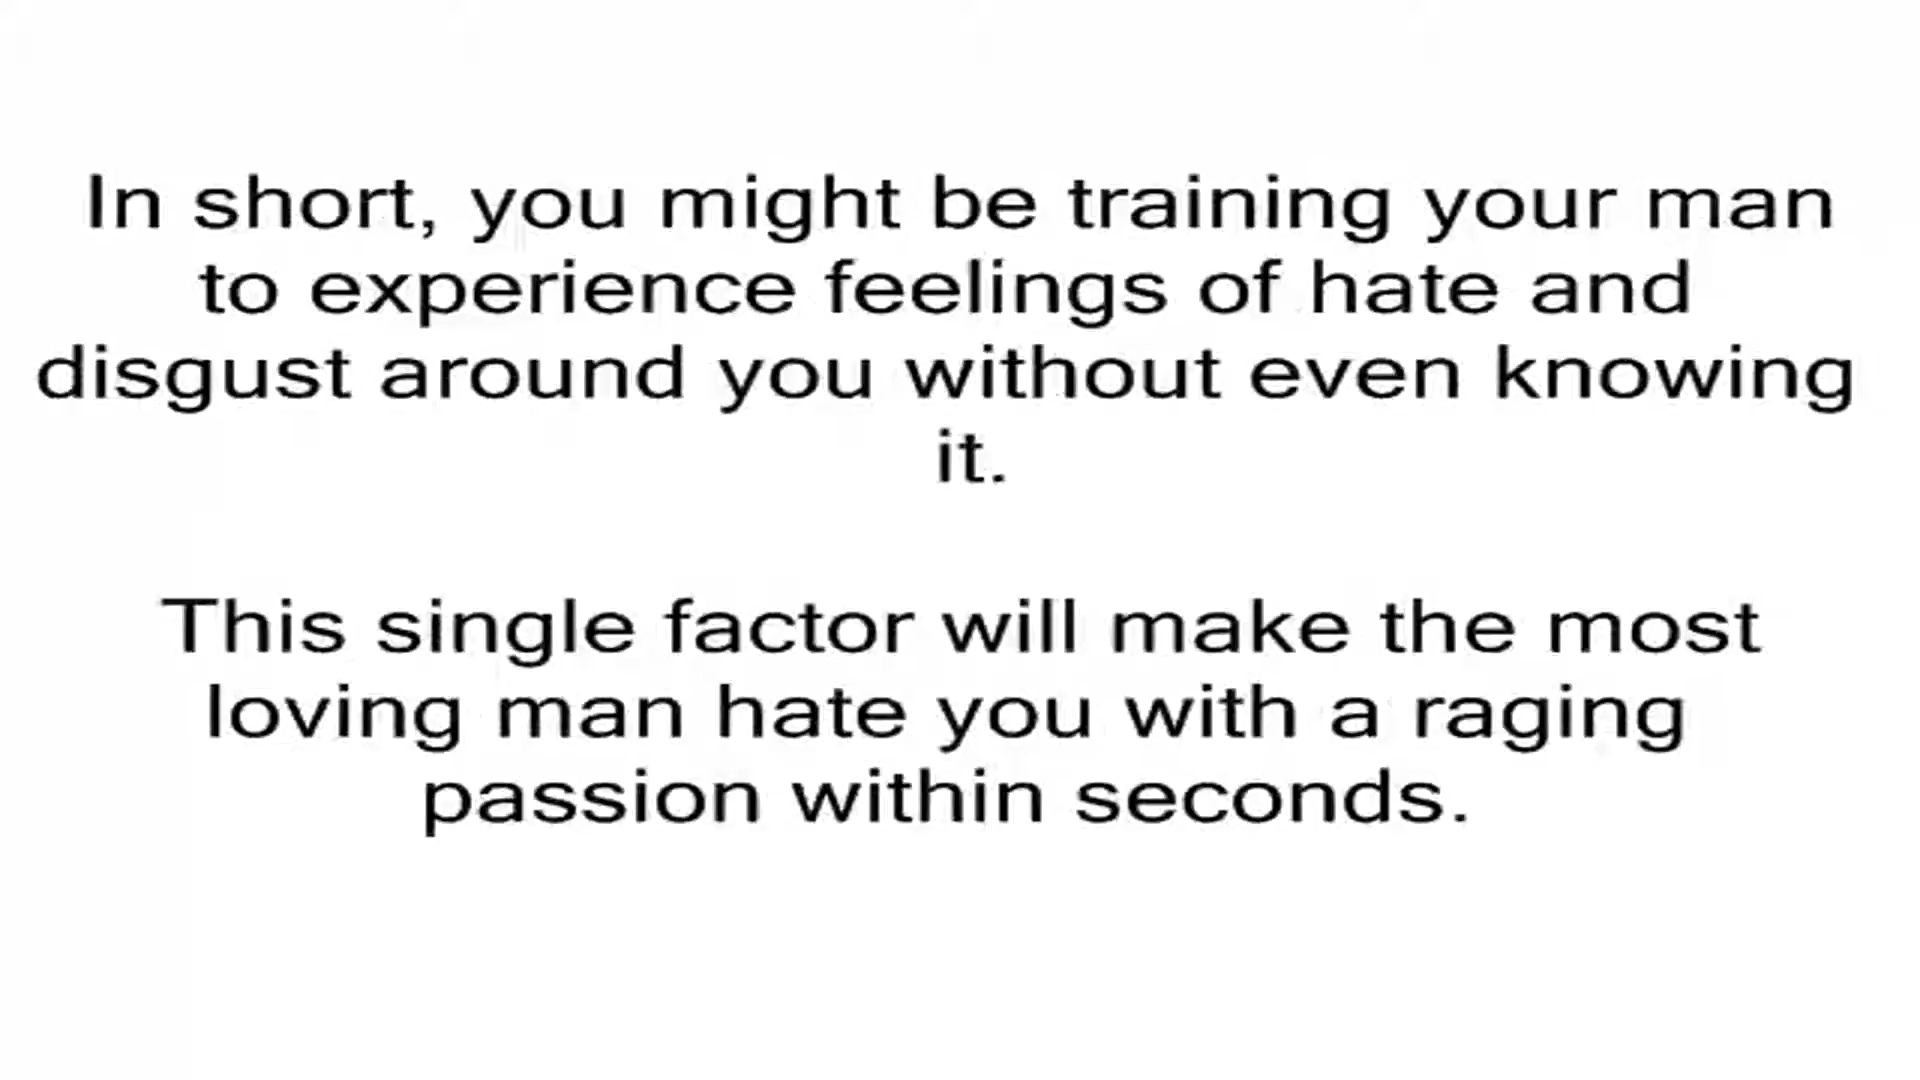 In short, you might be training your man
to experience feelings of hate and
disgust around you without even knowing
it.
This single factor will make the most
loving man hate you with a raging
passion within seconds.